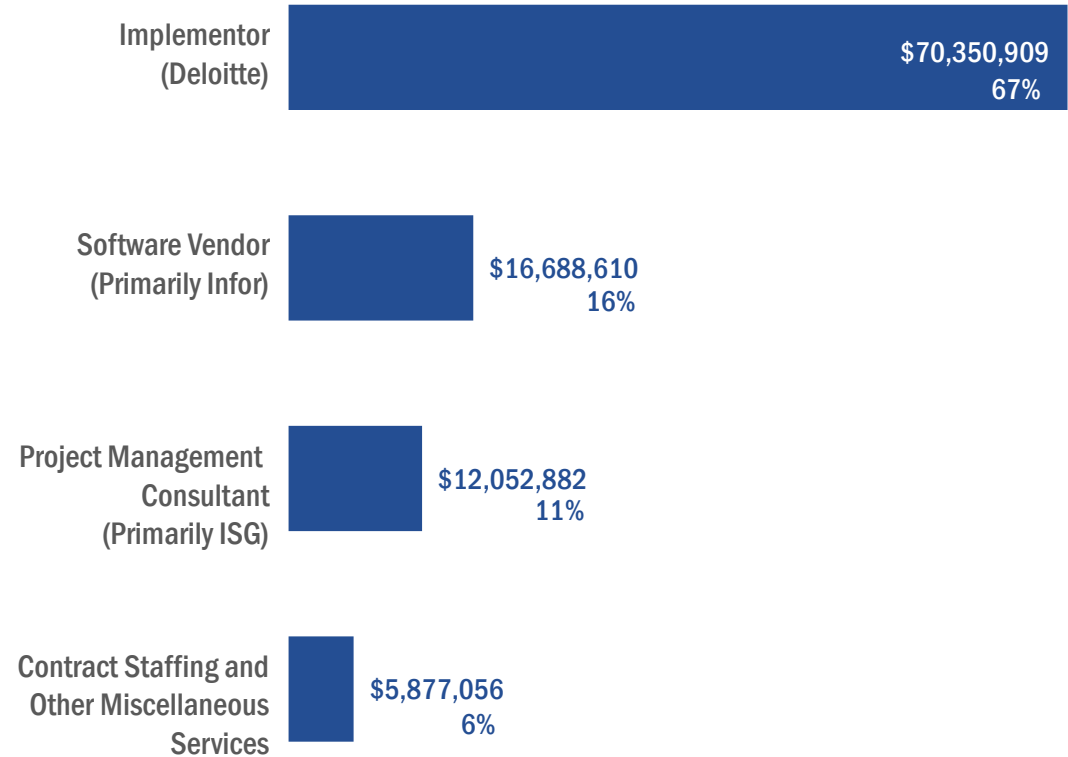 Implementor
(Deloitte)
$70,350,909
67%
Software Vendor
(Primarily Infor)
$16,688,610
16%
Project Management
Consultant
(Primarily ISG)
$12,052,882
11%
Contract Staffing and
Other Miscellaneous
Services
$5,877,056
6%